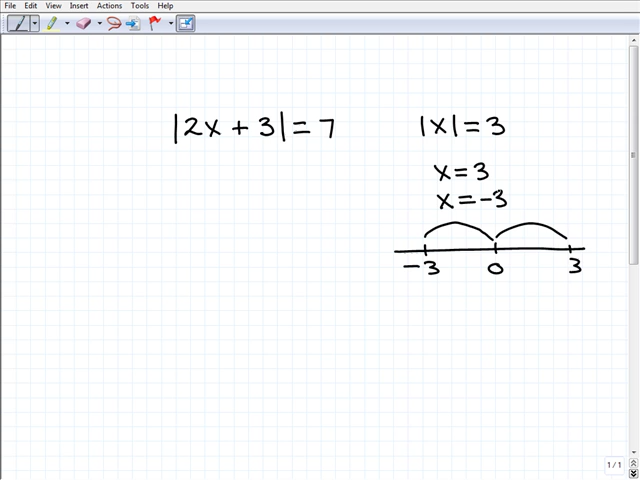 File Edit View Insert Actions Tools Help
|2x + 3| = 7
|x| = 3
x = 3
x = -3
-3 0 3
1 / 1